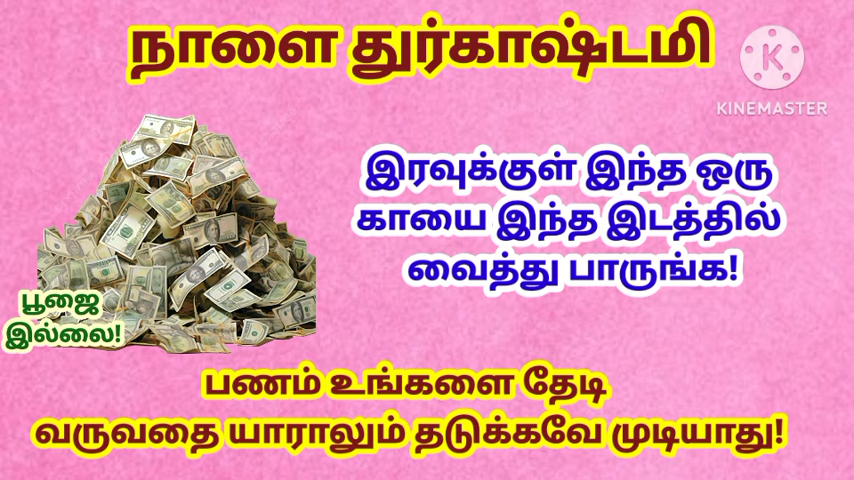 நாளை துர்காஷ்டமி
KINEMASTER
இரவுக்குள் இந்த ஒரு
காயை இந்த இடத்தில்
வைத்து பாருங்க!
பூஜை
இல்லை!
பணம் உங்களை தேடி
வருவதை யாராலும் தடுக்கவே முடியாது!